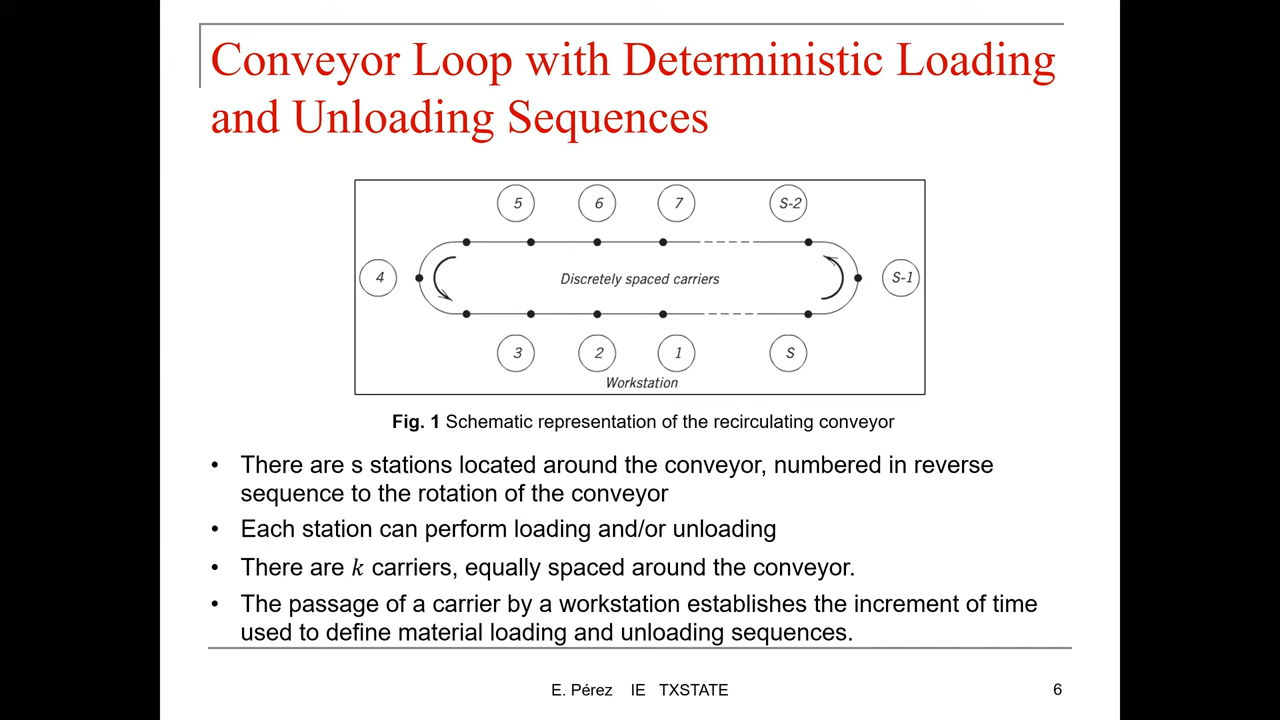 Conveyor Loop with Deterministic Loading
and Unloading Sequences
5 6 7 S-2
4 Discretely spaced carriers S-1
3 2 1 S
Workstation
Fig. 1 Schematic representation of the recirculating conveyor
• There are s stations located around the conveyor, numbered in reverse
sequence to the rotation of the conveyor
• Each station can perform loading and/or unloading
• There are k carriers, equally spaced around the conveyor.
• The passage of a carrier by a workstation establishes the increment of time
used to define material loading and unloading sequences.
E. Pérez IE TXSTATE 6